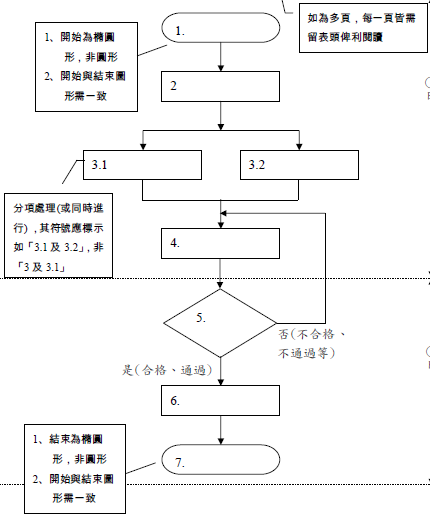 1、開始為橢圓
形，非圓形
2、開始與結束圖
形需一致
1.
如為多頁，每一頁皆需
留表頭俾利閱讀
2
3.1
3.2
分項處理(或同時進
行)，其符號應標示
如「3.1及3.2」，非
「3及3.1」
4.
5.
否(不合格、
不通過等)
是(合格、通過)
6.
1、結束為橢圓
形，非圓形
2、開始與結束圖
形需一致
7.